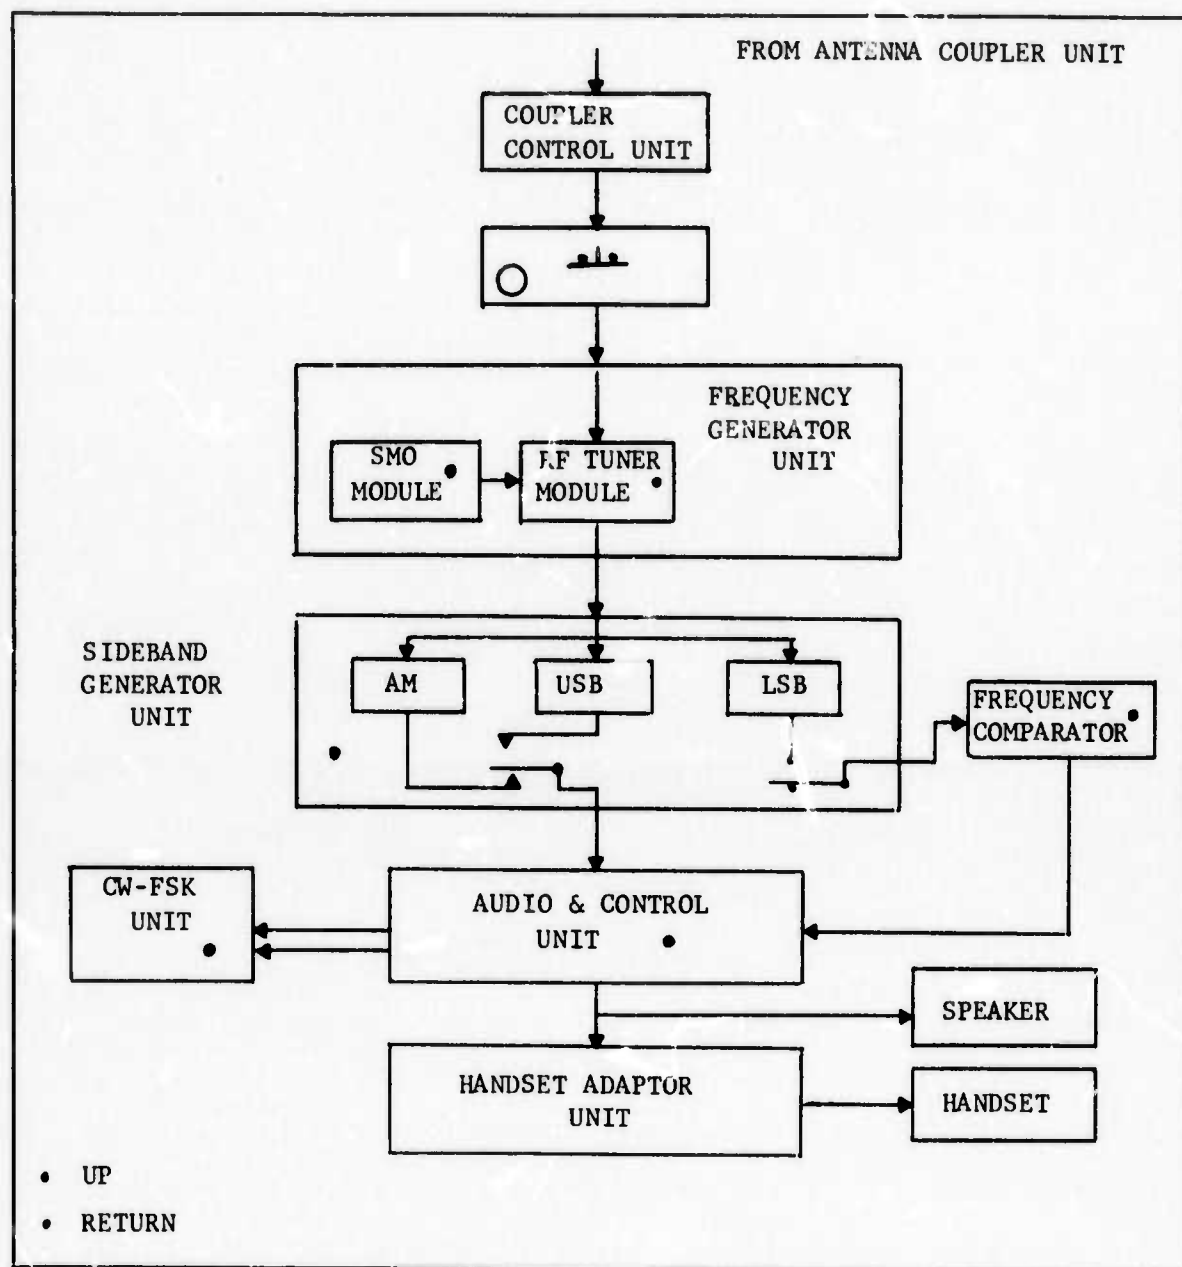 FROM ANTENNA COUPLER UNIT
COUPLER
CONTROL UNIT
FREQUENCY
GENERATOR
UNIT
SMO
MODULE
RF TUNER
MODULE
SIDEBAND
GENERATOR
UNIT
AM
USB
LSB
FREQUENCY
COMPARATOR
CW-FSK
UNIT
AUDIO & CONTROL
UNIT
SPEAKER
HANDSET ADAPTOR
UNIT
HANDSET
• UP
• RETURN